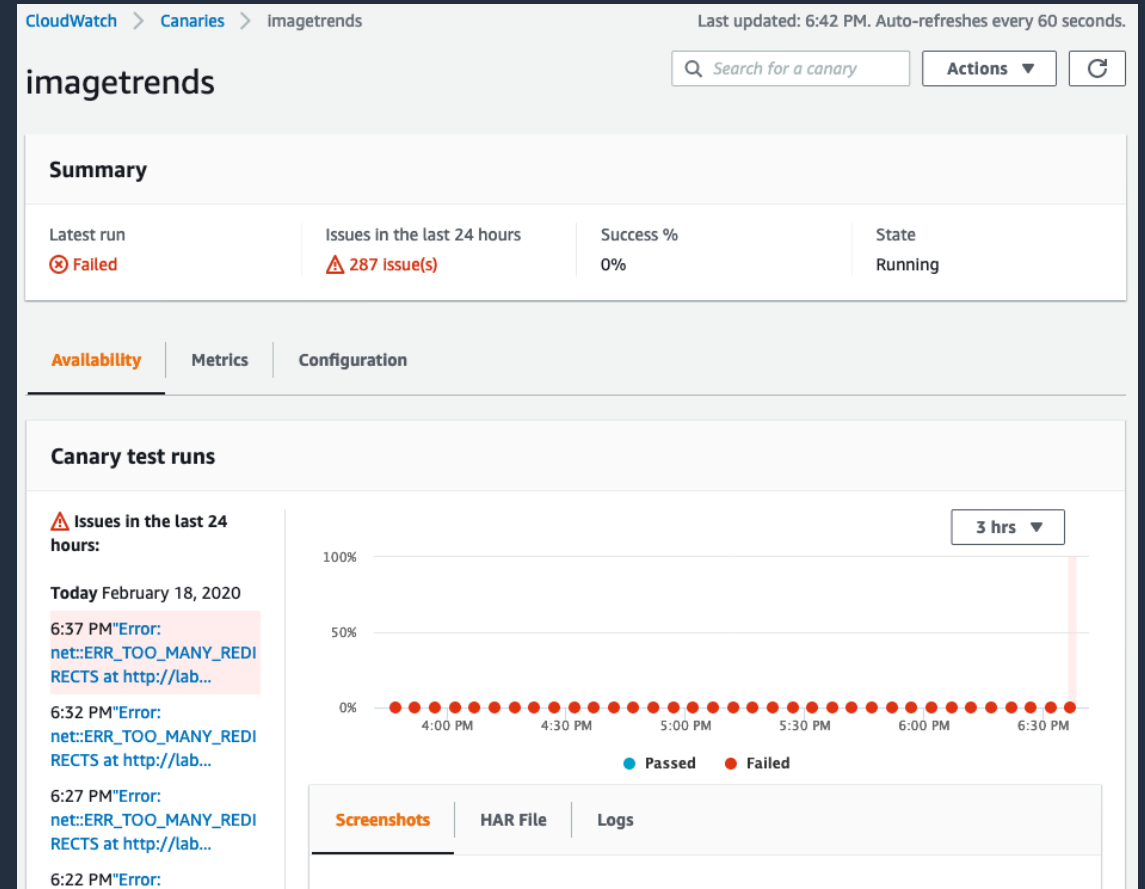 CloudWatch > Canaries > imagetrends
Last updated: 6:42 PM. Auto-refreshes every 60 seconds.
imagetrends
Search for a canary
Actions
Summary
Latest run
Failed
Issues in the last 24 hours
287 issue(s)
Success %
0%
State
Running
Availability
Metrics
Configuration
Canary test runs
Issues in the last 24
hours:
Today February 18, 2020
6:37 PM"Error:
net::ERR_TOO_MANY_REDI
RECTS at http://lab...
6:32 PM"Error:
net::ERR_TOO_MANY_REDI
RECTS at http://lab...
6:27 PM"Error:
net::ERR_TOO_MANY_REDI
RECTS at http://lab...
6:22 PM"Error:
3 hrs
100%
50%
0%
4:00 PM 4:30 PM 5:00 PM 5:30 PM 6:00 PM 6:30 PM
Passed Failed
Screenshots
HAR File
Logs